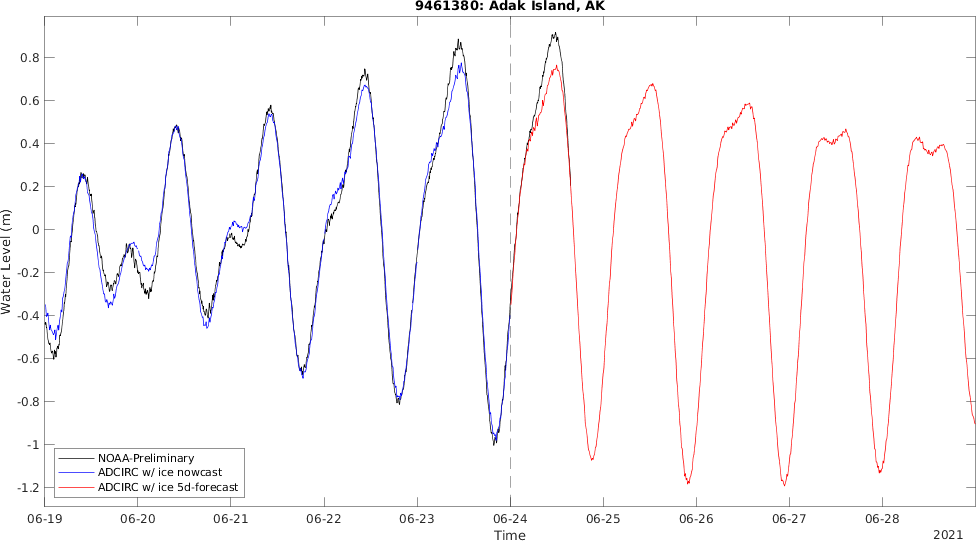 9461380: Adak Island, AK
Water Level (m)
0.8
0.6
0.4
0.2
0
-0.2
-0.4
-0.6
-0.8
-1
-1.2
NOAA-Preliminary
ADCIRC w/ ice nowcast
ADCIRC w/ ice 5d-forecast
06-19 06-20 06-21 06-22 06-23 06-24 06-25 06-26 06-27 06-28
Time
2021